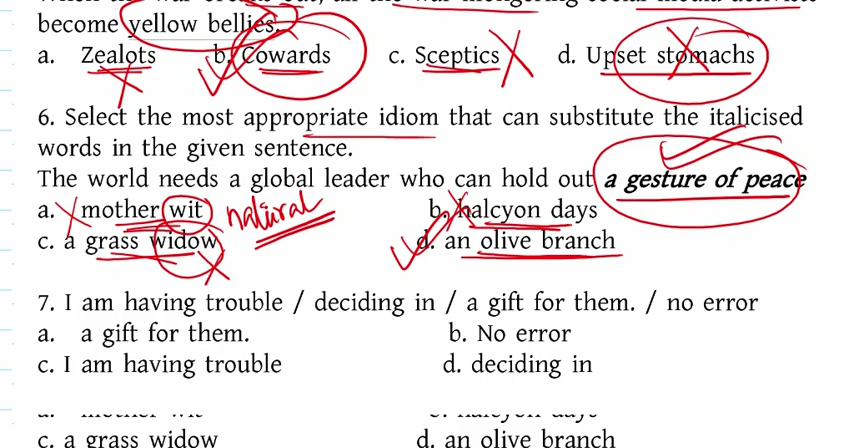 become yellow bellies.
a. Zealots b. Cowards c. Sceptics d. Upset stomachs
6. Select the most appropriate idiom that can substitute the italicised
words in the given sentence.
The world needs a global leader who can hold out a gesture of peace
a. mother wit natural b. halcyon days
c. a grass widow d. an olive branch
7. I am having trouble / deciding in / a gift for them. / no error
a. a gift for them. b. No error
c. I am having trouble d. deciding in
c. a grass widow d. an olive branch